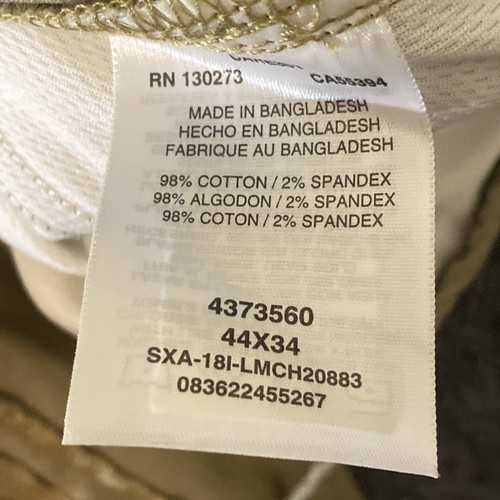 RN 130273 CA55394
MADE IN BANGLADESH
HECHO EN BANGLADESH
FABRIQUE AU BANGLADESH
98% COTTON / 2% SPANDEX
98% ALGODON / 2% SPANDEX
98% COTON / 2% SPANDEX
4373560
44X34
SXA-18I-LMCH20883
083622455267